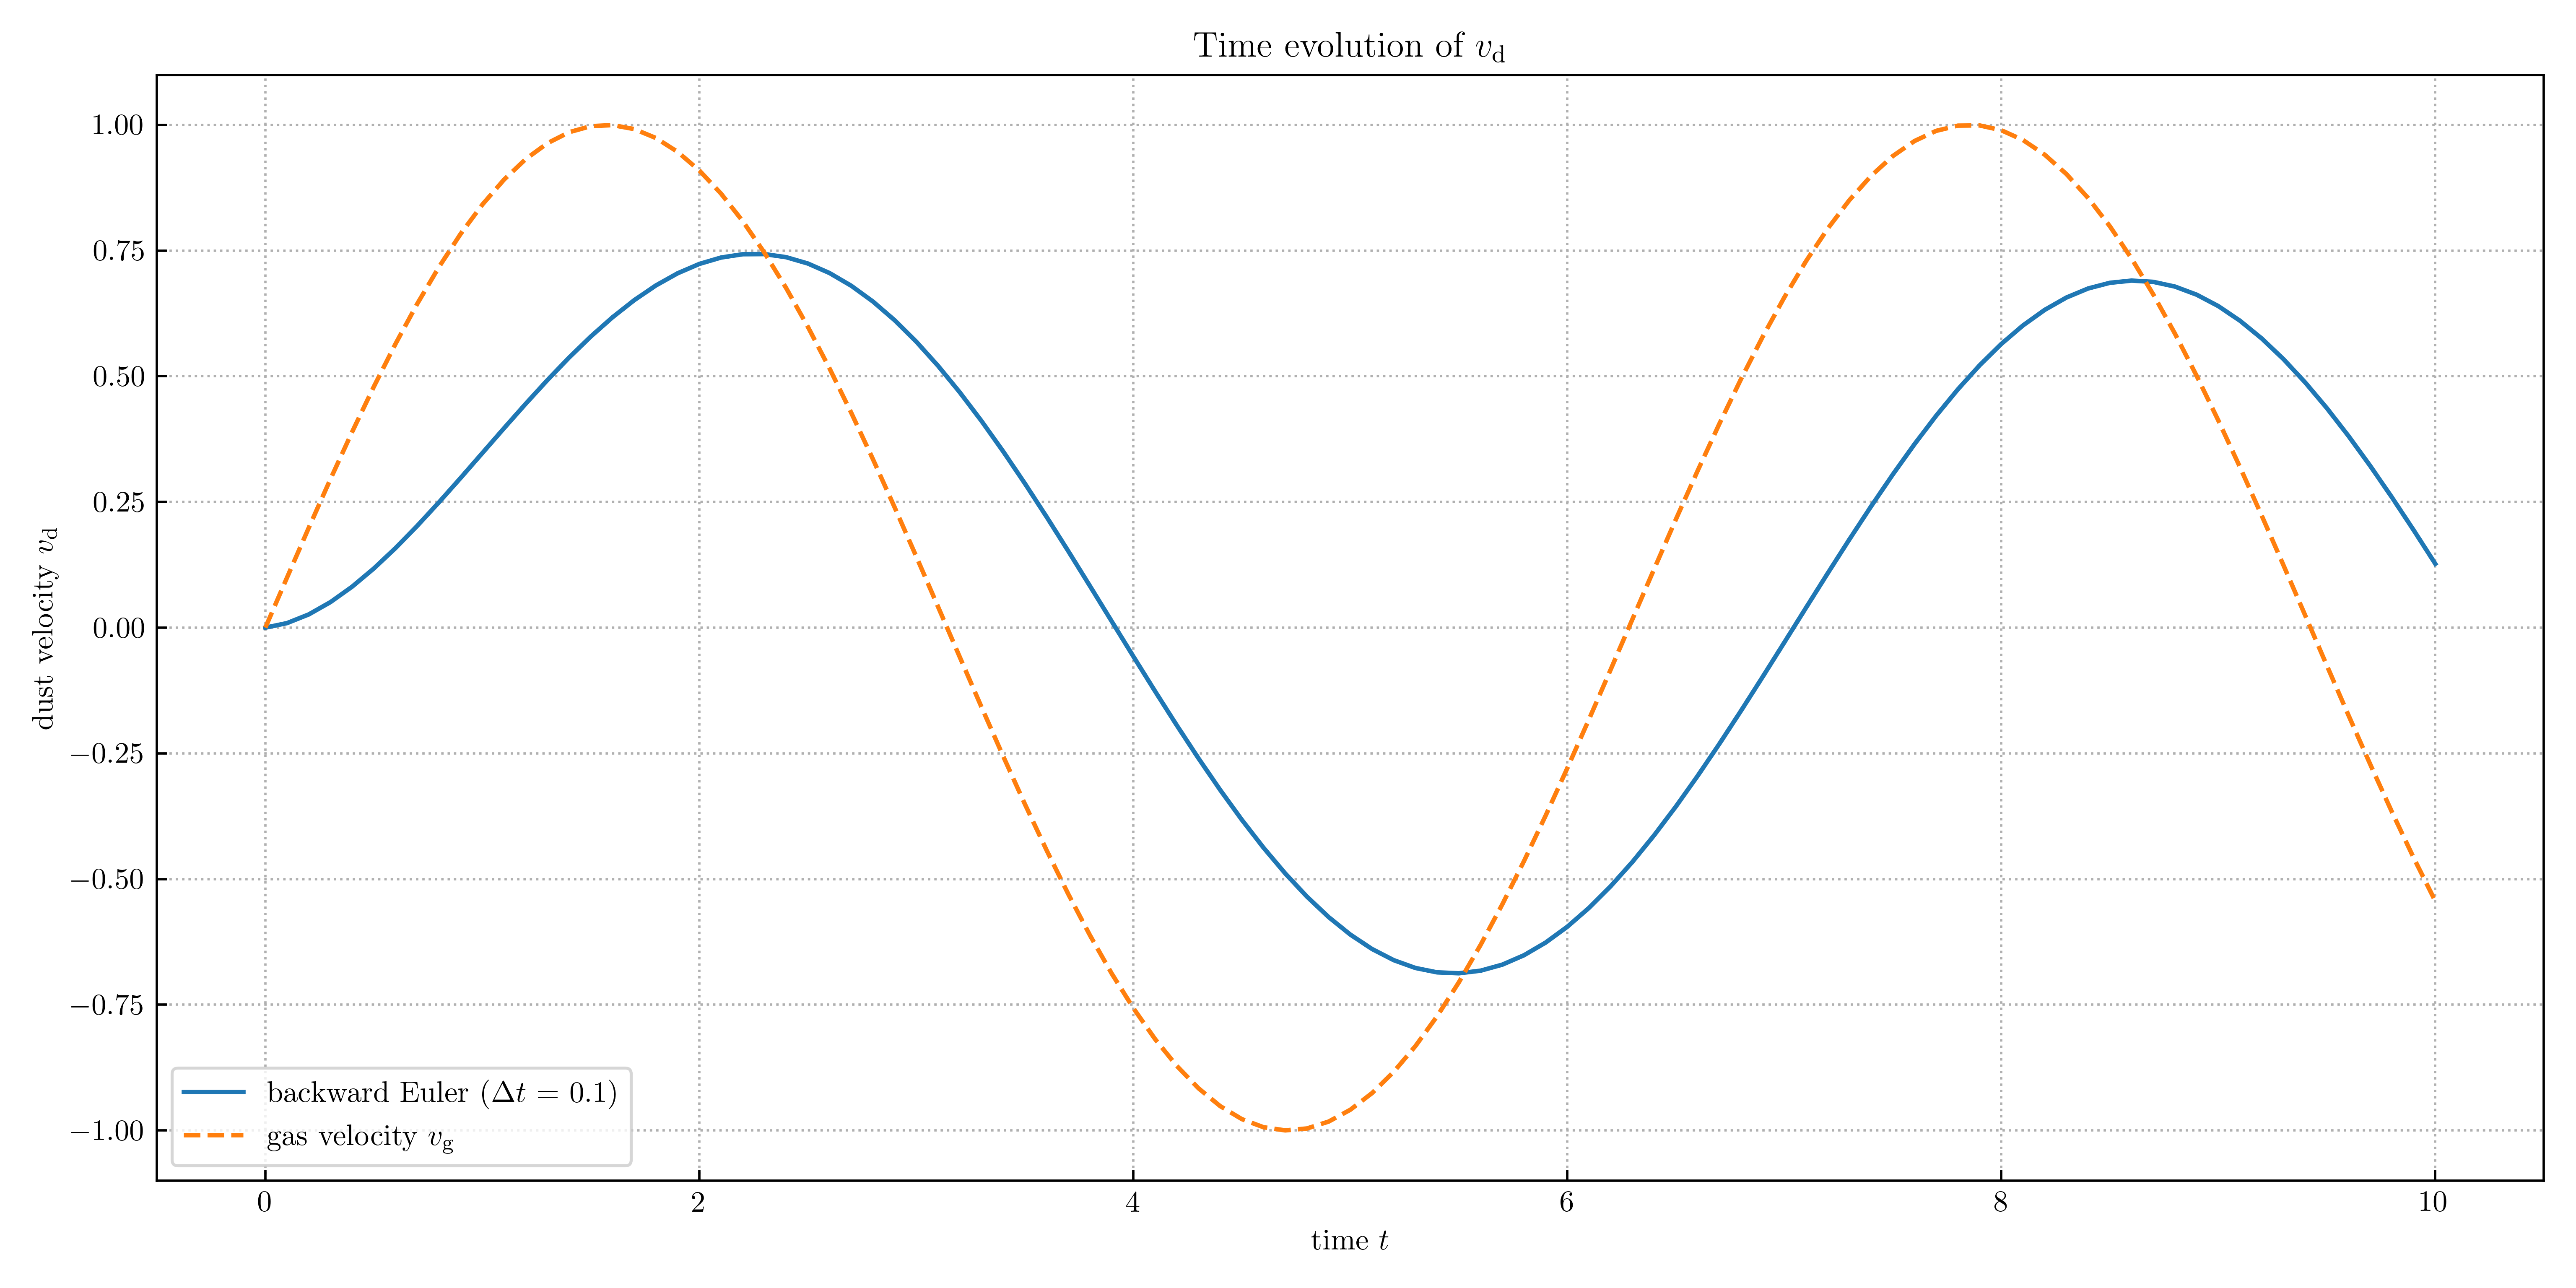 Time evolution of v_d
1.00
0.75
0.50
0.25
0.00
−0.25
−0.50
−0.75
−1.00
dust velocity v_d
backward Euler (Δt = 0.1)
gas velocity v_g
0 2 4 6 8 10
time t